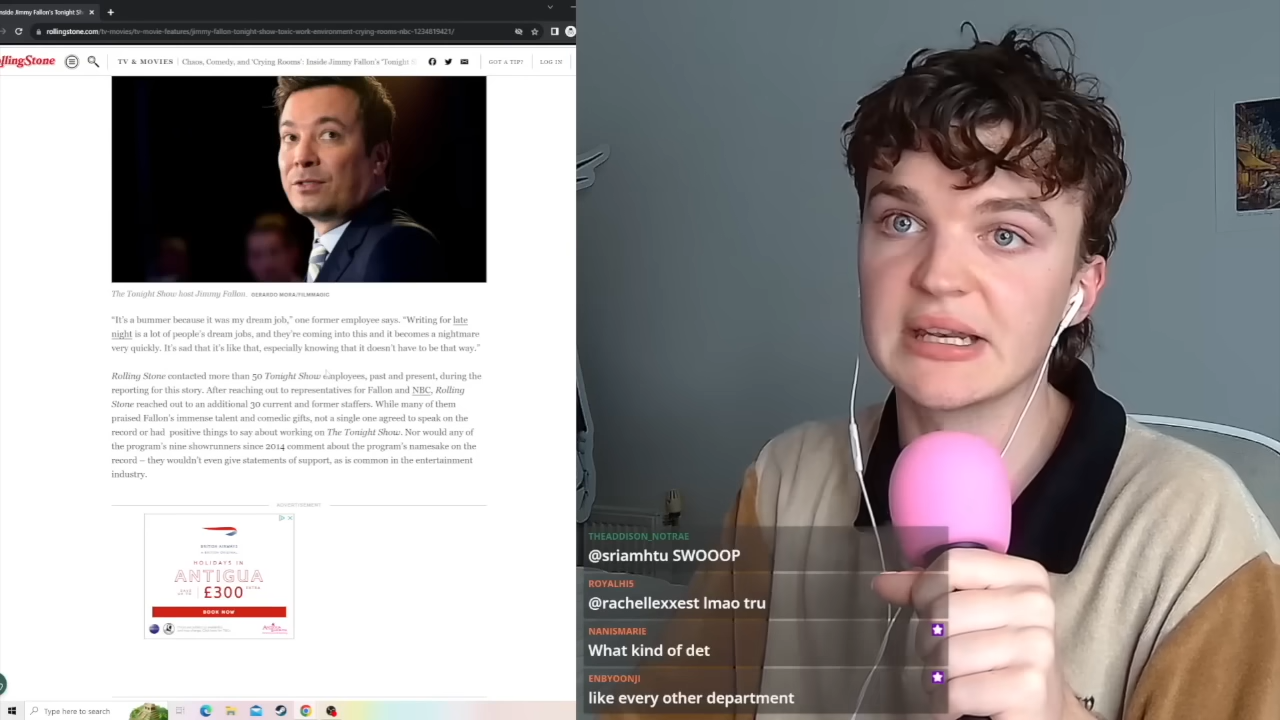 nside Jimmy Fallon's Tonight Sh
rollingstone.com/tv-movies/tv-movie-features/jimmy-fallon-tonight-show-toxic-work-environment-crying-rooms-nbc-1234819421/
llingStone
TV & MOVIES
Chaos, Comedy, and 'Crying Rooms': Inside Jimmy Fallon's 'Tonight S
GOT A TIP?
LOG IN
The Tonight Show host Jimmy Fallon. GERARDO MORA/FILMMAGIC
"It's a bummer because it was my dream job," one former employee says. "Writing for late
night is a lot of people's dream jobs, and they're coming into this and it becomes a nightmare
very quickly. It's sad that it's like that, especially knowing that it doesn't have to be that way."
Rolling Stone contacted more than 50 Tonight Show employees, past and present, during the
reporting for this story. After reaching out to representatives for Fallon and NBC, Rolling
Stone reached out to an additional 30 current and former staffers. While many of them
praised Fallon's immense talent and comedic gifts, not a single one agreed to speak on the
record or had positive things to say about working on The Tonight Show. Nor would any of
the program's nine showrunners since 2014 comment about the program's namesake on the
record – they wouldn't even give statements of support, as is common in the entertainment
industry.
ADVERTISEMENT
BRITISH AIRWAYS
HOLIDAYS IN
ANTIGUA
£300
BOOK NOW
Type here to search
THEADDISON_NOTRAE
@sriamhtu SWOOOP
ROYALHI5
@rachellexxest lmao tru
NANISMARIE
What kind of det
ENBYOONJI
like every other department